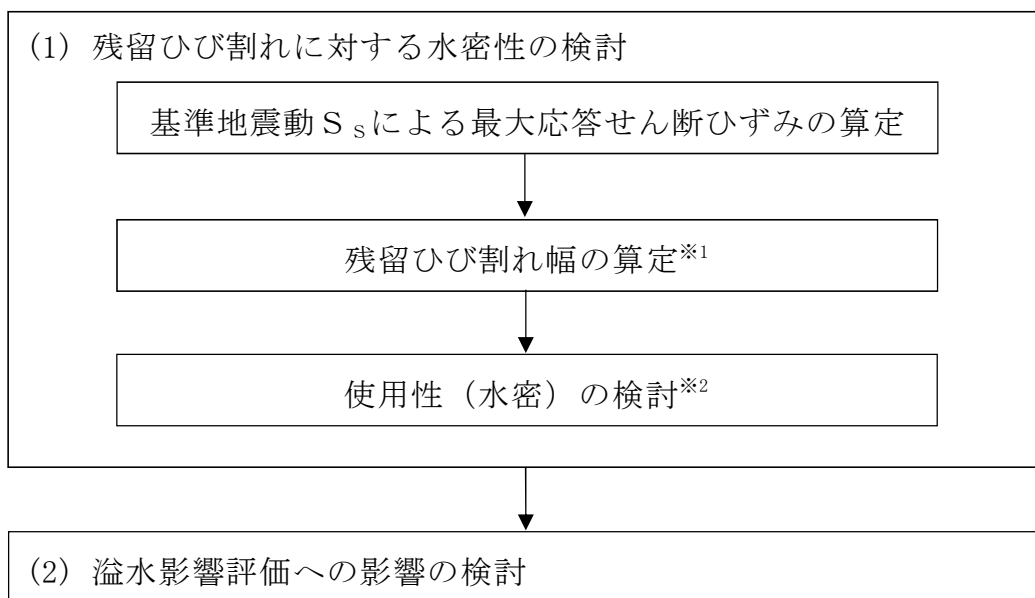 (1) 残留ひび割れに対する水密性の検討
基準地震動Ｓｓによる最大応答せん断ひずみの算定
残留ひび割れ幅の算定※1
使用性（水密）の検討※2
(2) 溢水影響評価への影響の検討